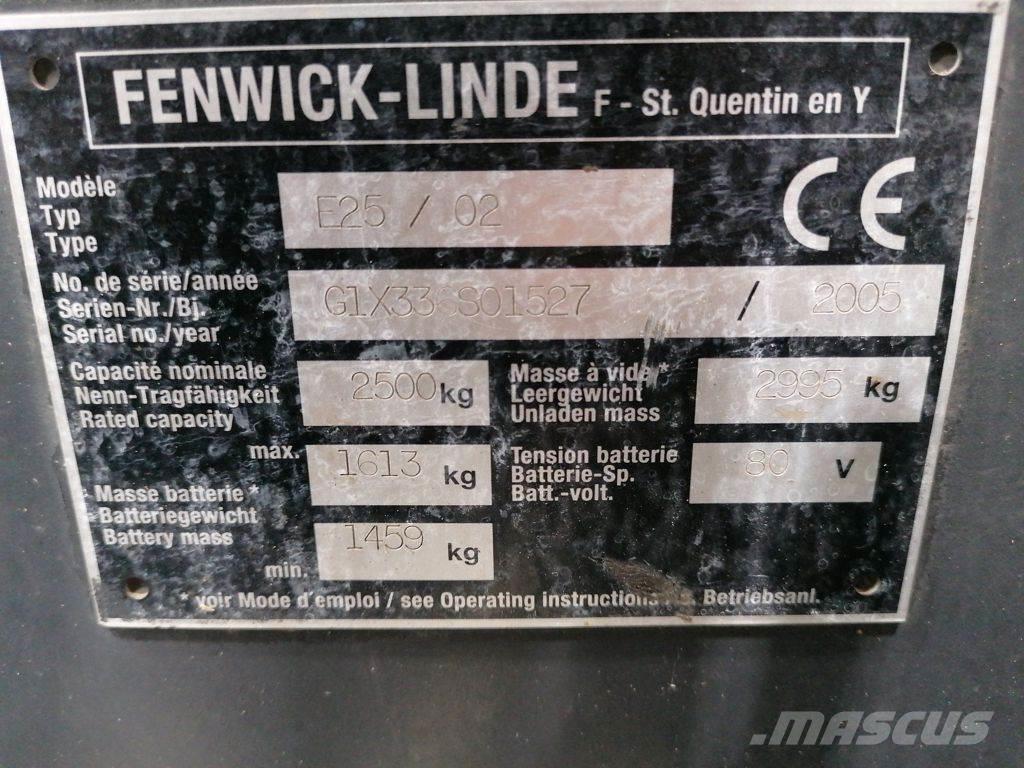 FENWICK-LINDE F - St. Quentin en Y
Modèle
Typ
Type
E25 / 02
CE
No. de série/année
Serien-Nr./Bj.
Serial no./year
G1X336S01527 / 2005
Capacité nominale
Nenn-Tragfähigkeit
Rated capacity
2500 kg
Masse à vide *
Leergewicht
Unladen mass
2995 kg
max. 1613 kg
Masse batterie *
Batteriegewicht
Battery mass
min. 1459 kg
Tension batterie
Batterie-Sp.
Batt.-volt.
80 V
* voir Mode d'emploi / see Operating instructions Betriebsanl.
MASCUS